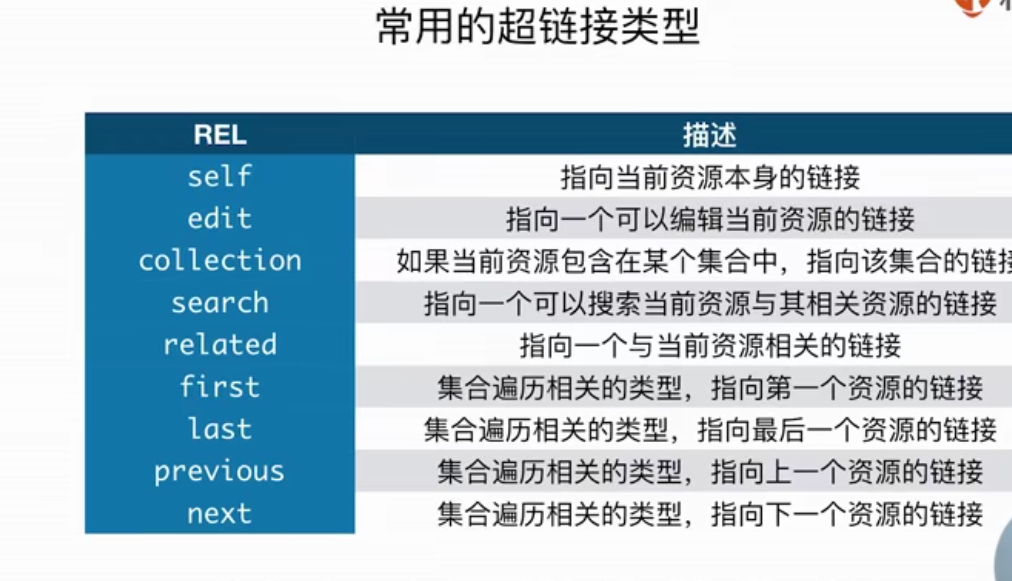 常用的超链接类型
REL 描述
self 指向当前资源本身的链接
edit 指向一个可以编辑当前资源的链接
collection 如果当前资源包含在某个集合中，指向该集合的链接
search 指向一个可以搜索当前资源与其相关资源的链接
related 指向一个与当前资源相关的链接
first 集合遍历相关的类型，指向第一个资源的链接
last 集合遍历相关的类型，指向最后一个资源的链接
previous 集合遍历相关的类型，指向上一个资源的链接
next 集合遍历相关的类型，指向下一个资源的链接